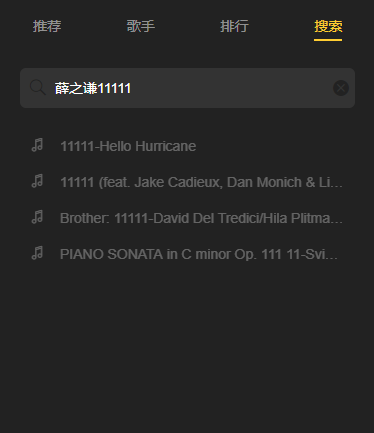 推荐 歌手 排行 搜索
薛之谦11111
11111-Hello Hurricane
11111 (feat. Jake Cadieux, Dan Monich & Li...
Brother: 11111-David Del Tredici/Hila Plitma...
PIANO SONATA in C minor Op. 111 11-Svi...